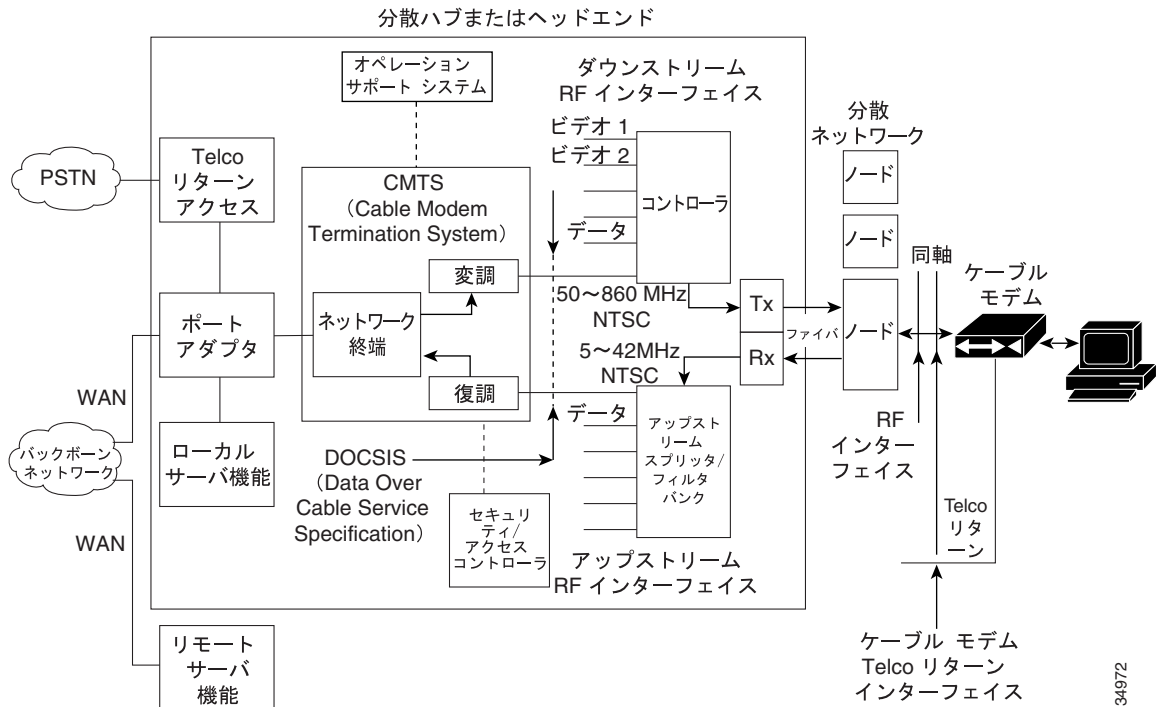 分散ハブまたはヘッドエンド
オペレーション
サポート システム
ダウンストリーム
RF インターフェイス
ビデオ 1
ビデオ 2
データ
コントローラ
分散
ネットワーク
ノード
ノード
ノード
PSTN
Telco
リターン
アクセス
CMTS
(Cable Modem
Termination System)
変調
ネットワーク
終端
復調
ポート
アダプタ
50～860 MHz
NTSC
5～42MHz
NTSC
Tx
Rx
ファイバ
同軸
ケーブル
モデム
WAN
バックボーン
ネットワーク
WAN
ローカル
サーバ機能
DOCSIS
(Data Over
Cable Service
Specification)
データ
アップスト
リーム
スプリッタ/
フィルタ
バンク
セキュリ
ティ/
アクセス
コントローラ
アップストリーム
RF インターフェイス
RF
インター
フェイス
Telco
リタ
ーン
リモート
サーバ
機能
ケーブル モデム
Telco リターン
インターフェイス
34972